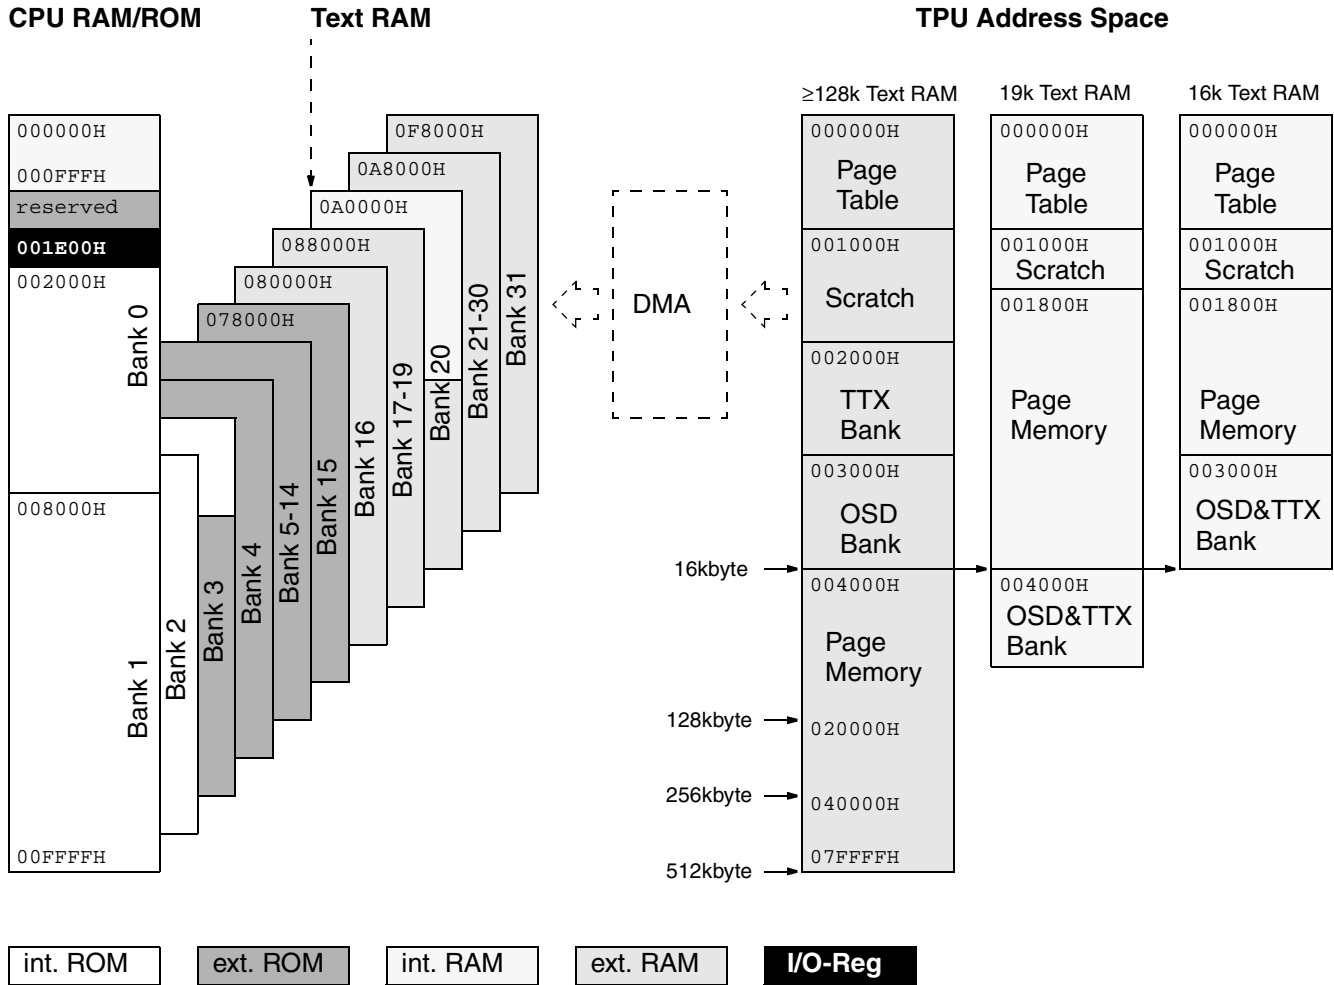 CPU RAM/ROM
Text RAM
TPU Address Space
≥128k Text RAM
19k Text RAM
16k Text RAM
000000H
000FFFH
reserved
001E00H
002000H
Bank 0
008000H
Bank 1
00FFFFH
Bank 2
Bank 3
Bank 4
Bank 5-14
078000H
Bank 15
080000H
Bank 16
088000H
Bank 17-19
0A0000H
Bank 20
0A8000H
Bank 21-30
0F8000H
Bank 31
DMA
000000H
Page
Table
001000H
Scratch
002000H
TTX
Bank
003000H
OSD
Bank
16kbyte
004000H
Page
Memory
128kbyte
020000H
256kbyte
040000H
07FFFFH
512kbyte
000000H
Page
Table
001000H
Scratch
001800H
Page
Memory
004000H
OSD&TTX
Bank
000000H
Page
Table
001000H
Scratch
001800H
Page
Memory
003000H
OSD&TTX
Bank
int. ROM
ext. ROM
int. RAM
ext. RAM
I/O-Reg